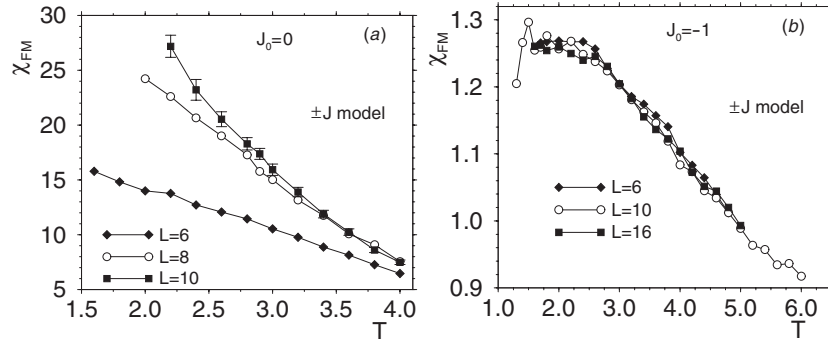 30
25
20
15
10
5
χFM
J₀=0
(a)
±J model
L=6
L=8
L=10
1.5 2.0 2.5 3.0 3.5 4.0
T
1.3
1.2
1.1
1.0
0.9
χFM
J₀=−1
(b)
±J model
L=6
L=10
L=16
1.0 2.0 3.0 4.0 5.0 6.0
T